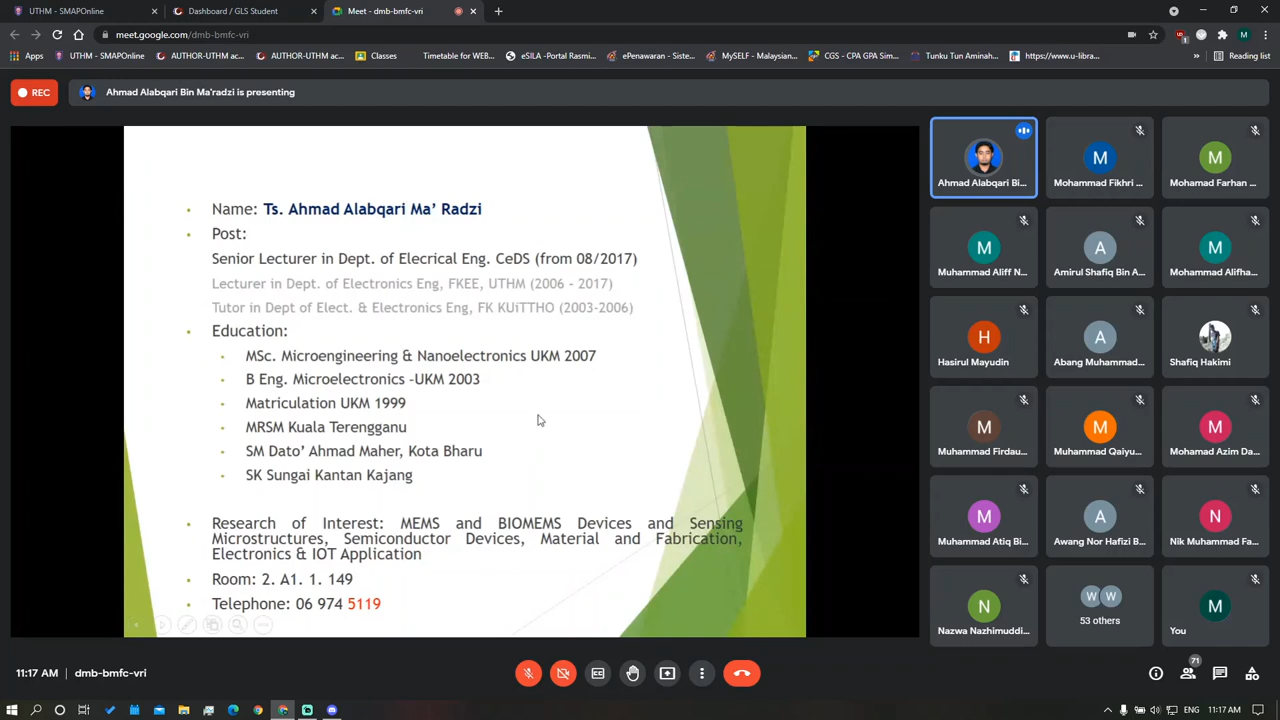 UTHM - SMAPOnline
Dashboard / GLS Student
Meet - dmb-bmfc-vri
meet.google.com/dmb-bmfc-vri
Apps
UTHM - SMAPOnline
AUTHOR-UTHM ac...
AUTHOR-UTHM ac...
Classes
Timetable for WEB...
eSILA -Portal Rasmi...
ePenawaran - Siste...
MySELF - Malaysian...
CGS - CPA GPA Sim...
Tunku Tun Aminah...
https://www.u-libra...
»
Reading list
REC
Ahmad Alabqari Bin Ma'radzi is presenting
• Name: Ts. Ahmad Alabqari Ma’ Radzi
• Post:
Senior Lecturer in Dept. of Elecrical Eng. CeDS (from 08/2017)
Lecturer in Dept. of Electronics Eng, FKEE, UTHM (2006 - 2017)
Tutor in Dept of Elect. & Electronics Eng, FK KUiTTHO (2003-2006)
• Education:
• MSc. Microengineering & Nanoelectronics UKM 2007
• B Eng. Microelectronics -UKM 2003
• Matriculation UKM 1999
• MRSM Kuala Terengganu
• SM Dato’ Ahmad Maher, Kota Bharu
• SK Sungai Kantan Kajang
• Research of Interest: MEMS and BIOMEMS Devices and Sensing
Microstructures, Semiconductor Devices, Material and Fabrication,
Electronics & IOT Application
• Room: 2. A1. 1. 149
• Telephone: 06 974 5119
Ahmad Alabqari Bi...
M
Mohammad Fikhri ...
M
Mohamad Farhan ...
M
Muhammad Aliff N...
A
Amirul Shafiq Bin A...
M
Mohammad Alifha...
H
Hasirul Mayudin
A
Abang Muhammad...
Shafiq Hakimi
M
Muhammad Firdau...
M
Muhammad Qaiyu...
M
Mohamad Azim Da...
M
Muhammad Atiq Bi...
A
Awang Nor Hafizi B...
N
Nik Muhammad Fa...
N
Nazwa Nazhimuddi...
W W
53 others
M
You
11:17 AM | dmb-bmfc-vri
71
ENG 11:17 AM